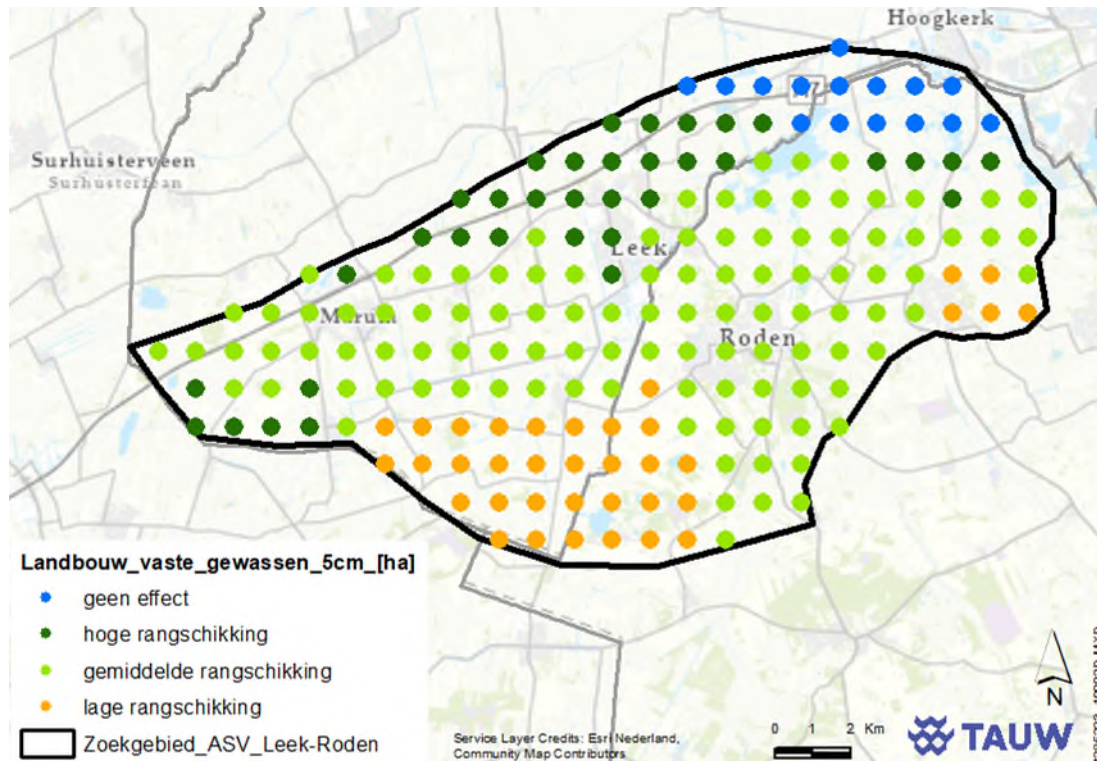 Hoogkerk
Surhuisterveen
Surhústerfean
Leek
Marum
Roden
Landbouw_vaste_gewassen_5cm_[ha]
geen effect
hoge rangschikking
gemiddelde rangschikking
lage rangschikking
Zoekgebied_ASV_Leek-Roden
Service Layer Credits: Esri Nederland,
Community Map Contributors
0 1 2 Km
N
TAUW